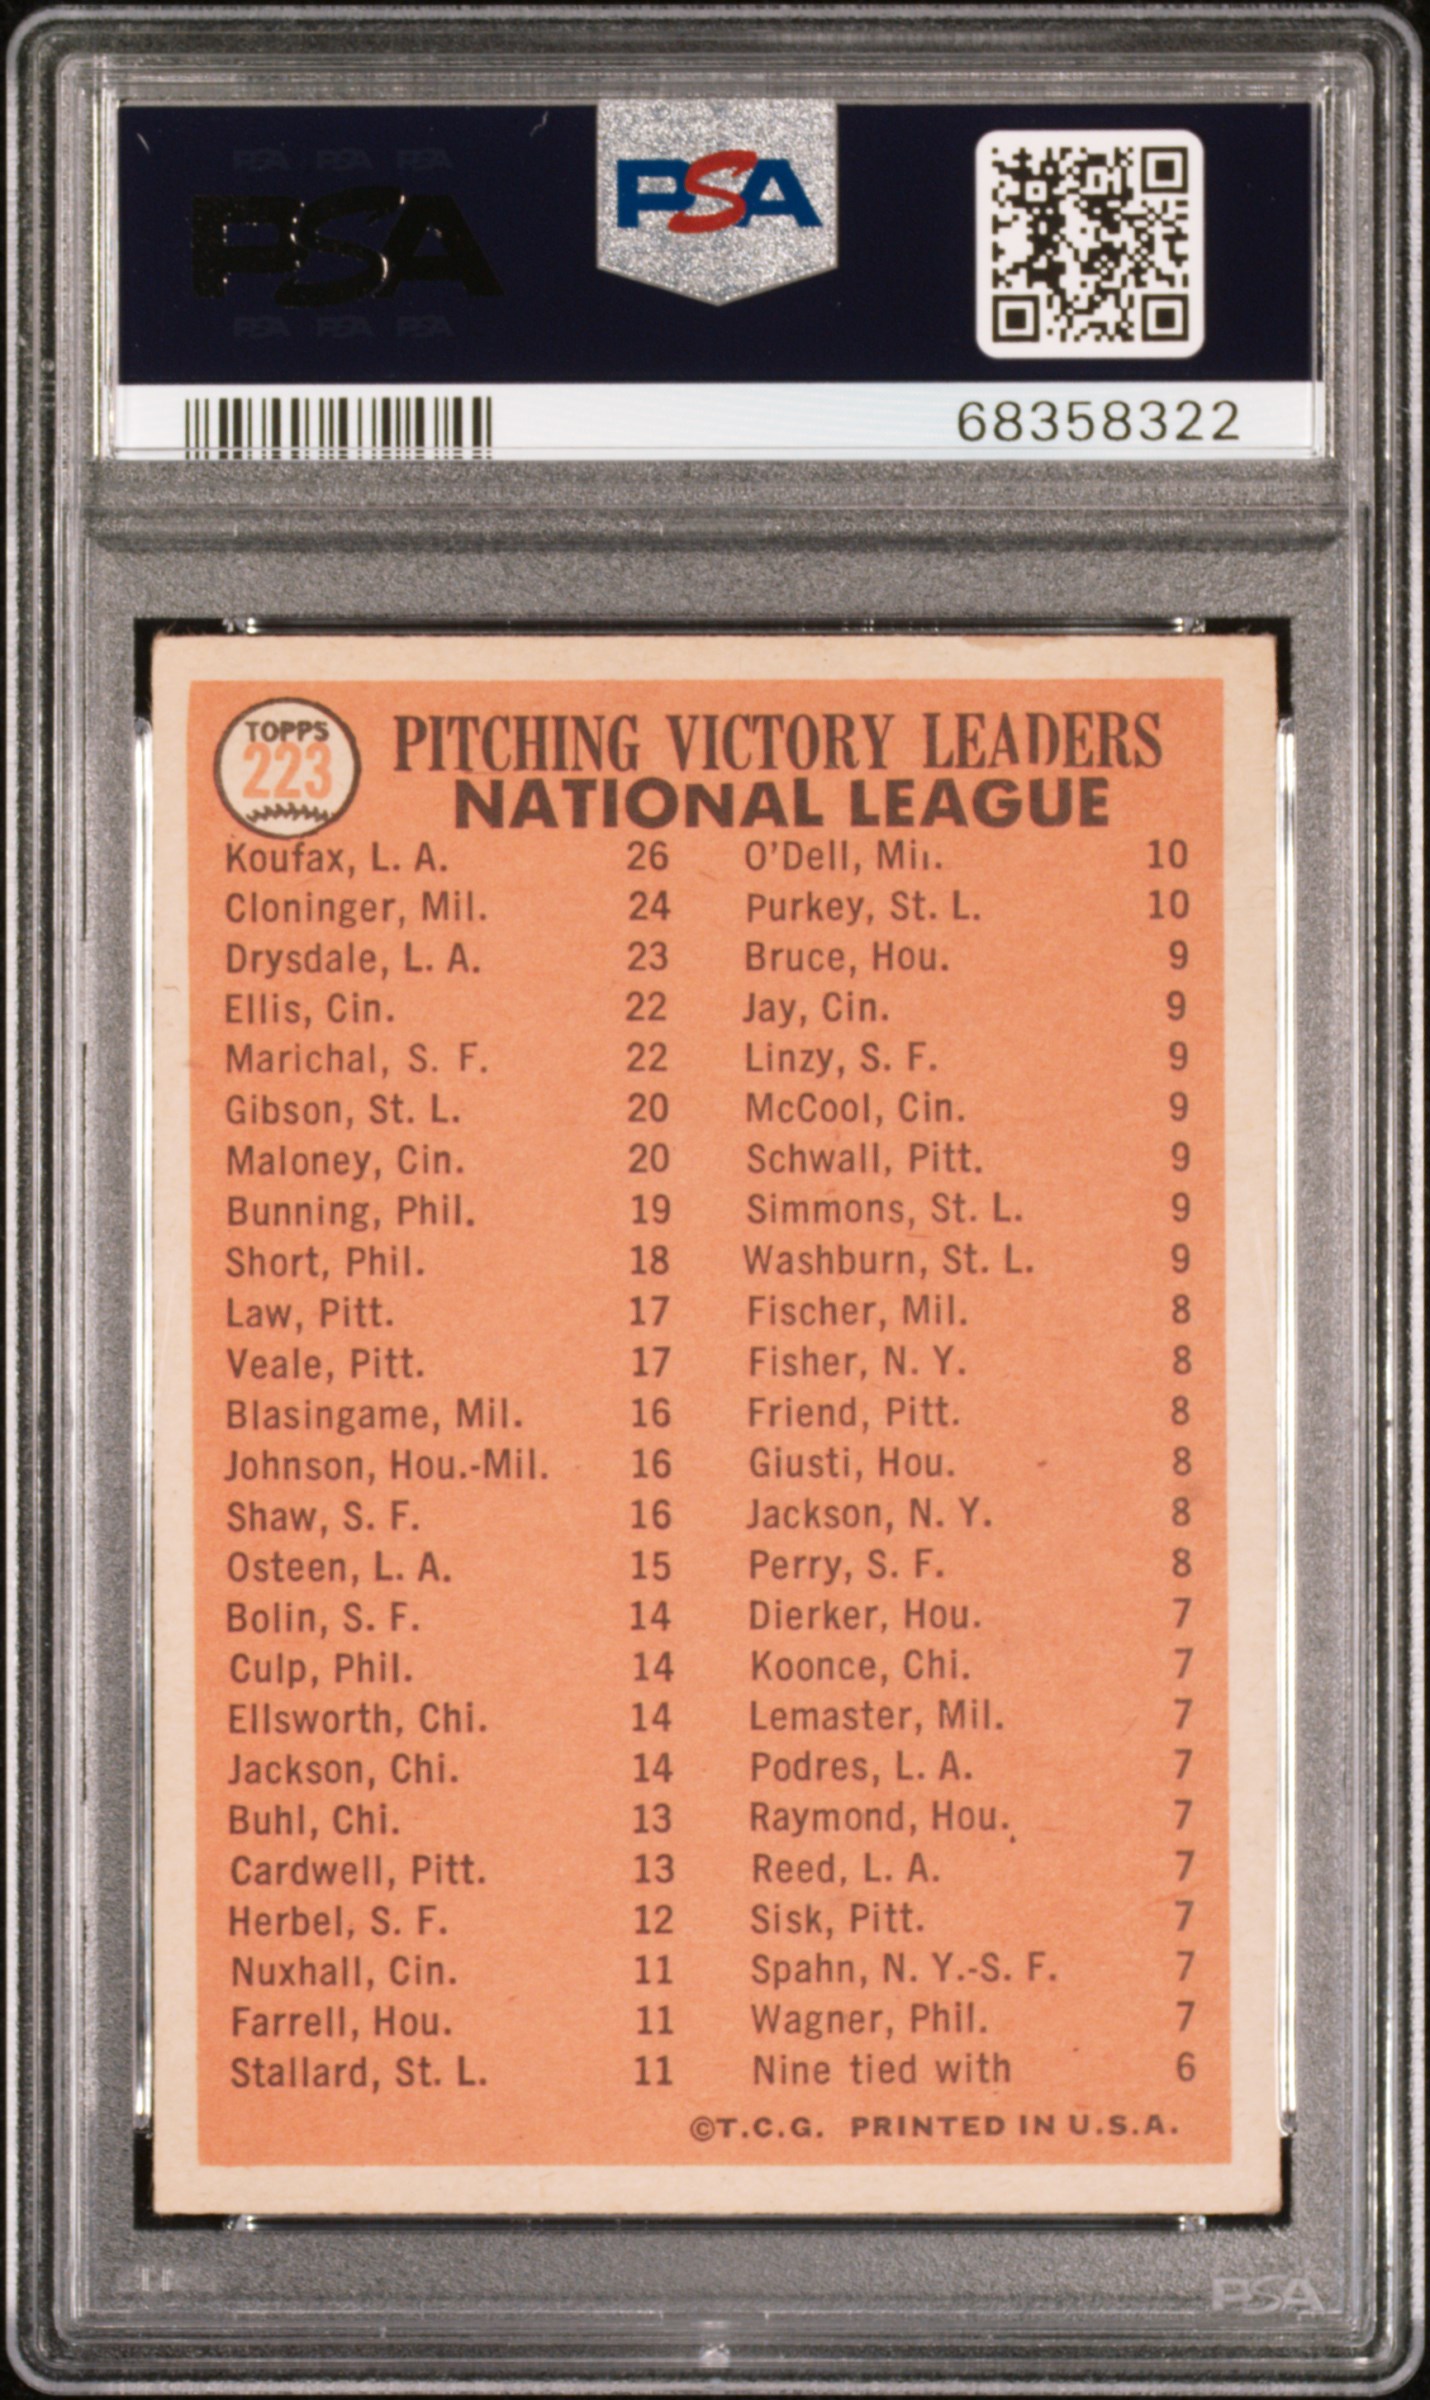 PSA PSA PSA
PSA
PSA PSA PSA
PSA
68358322
TOPPS
223
PITCHING VICTORY LEADERS
NATIONAL LEAGUE
Koufax, L. A. 26
Cloninger, Mil. 24
Drysdale, L. A. 23
Ellis, Cin. 22
Marichal, S. F. 22
Gibson, St. L. 20
Maloney, Cin. 20
Bunning, Phil. 19
Short, Phil. 18
Law, Pitt. 17
Veale, Pitt. 17
Blasingame, Mil. 16
Johnson, Hou.-Mil. 16
Shaw, S. F. 16
Osteen, L. A. 15
Bolin, S. F. 14
Culp, Phil. 14
Ellsworth, Chi. 14
Jackson, Chi. 14
Buhl, Chi. 13
Cardwell, Pitt. 13
Herbel, S. F. 12
Nuxhall, Cin. 11
Farrell, Hou. 11
Stallard, St. L. 11
O'Dell, Mil. 10
Purkey, St. L. 10
Bruce, Hou. 9
Jay, Cin. 9
Linzy, S. F. 9
McCool, Cin. 9
Schwall, Pitt. 9
Simmons, St. L. 9
Washburn, St. L. 9
Fischer, Mil. 8
Fisher, N. Y. 8
Friend, Pitt. 8
Giusti, Hou. 8
Jackson, N. Y. 8
Perry, S. F. 8
Dierker, Hou. 7
Koonce, Chi. 7
Lemaster, Mil. 7
Podres, L. A. 7
Raymond, Hou. 7
Reed, L. A. 7
Sisk, Pitt. 7
Spahn, N. Y.-S. F. 7
Wagner, Phil. 7
Nine tied with 6
©T.C.G. PRINTED IN U.S.A.
PSA